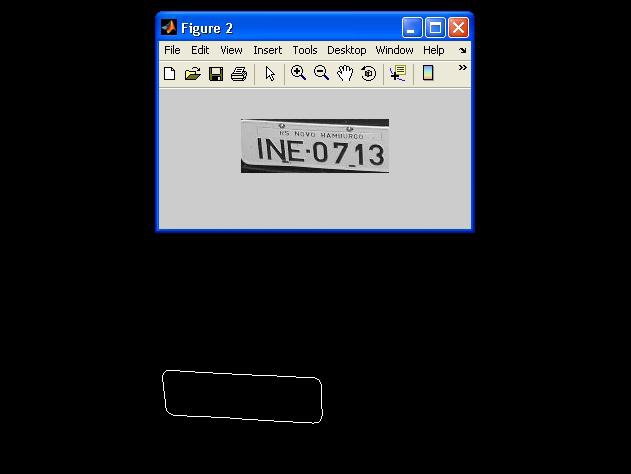 Figure 2
File Edit View Insert Tools Desktop Window Help
RS NOVO HAMBURGO
INE·0713